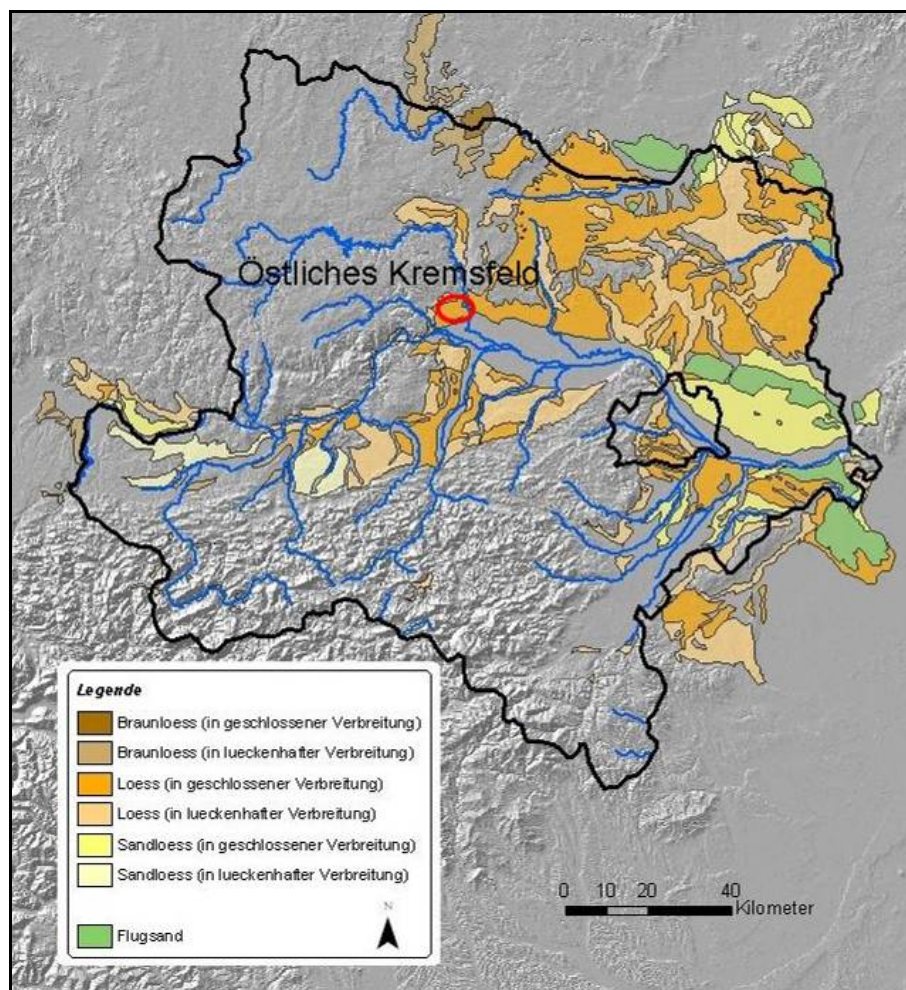 Östliches Kremsfeld
Legende
Braunloess (in geschlossener Verbreitung)
Braunloess (in lueckenhafter Verbreitung)
Loess (in geschlossener Verbreitung)
Loess (in lueckenhafter Verbreitung)
Sandloess (in geschlossener Verbreitung)
Sandloess (in lueckenhafter Verbreitung)
Flugsand
N
0 10 20 40
Kilometer